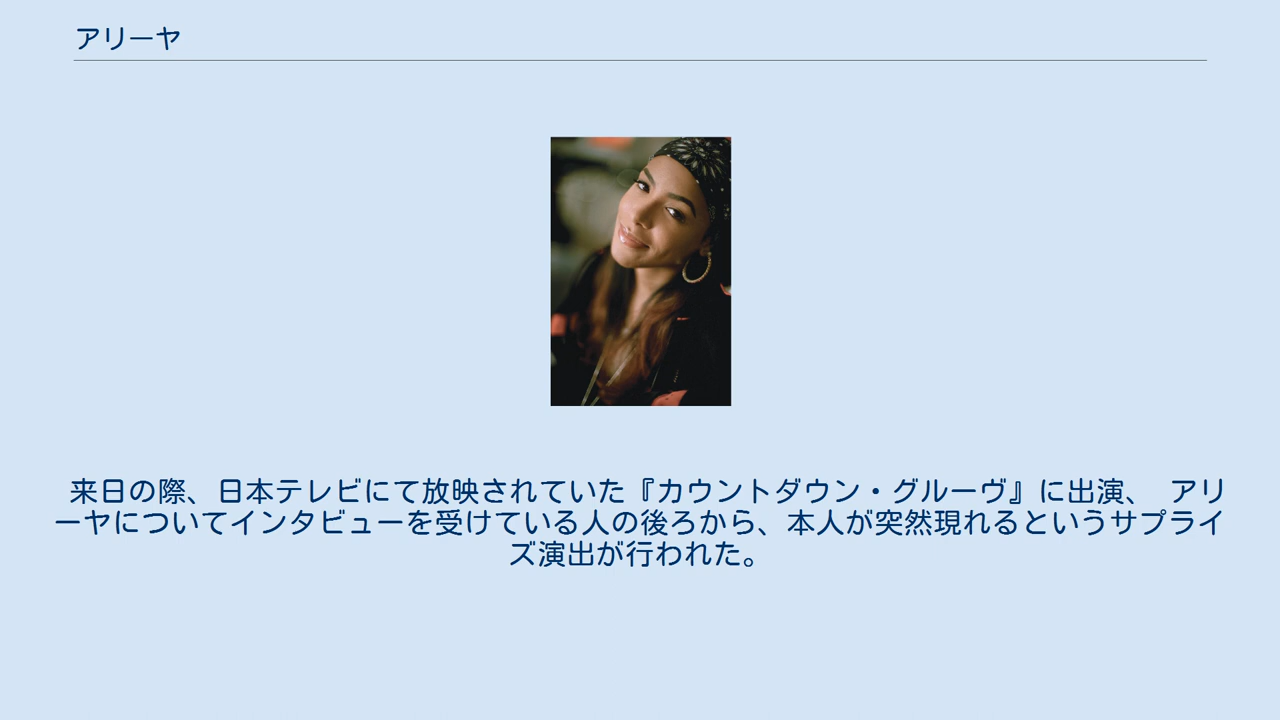 アリーヤ
来日の際、日本テレビにて放映されていた『カウントダウン・グルーヴ』に出演、 アリ
ーヤについてインタビューを受けている人の後ろから、本人が突然現れるというサプライ
ズ演出が行われた。